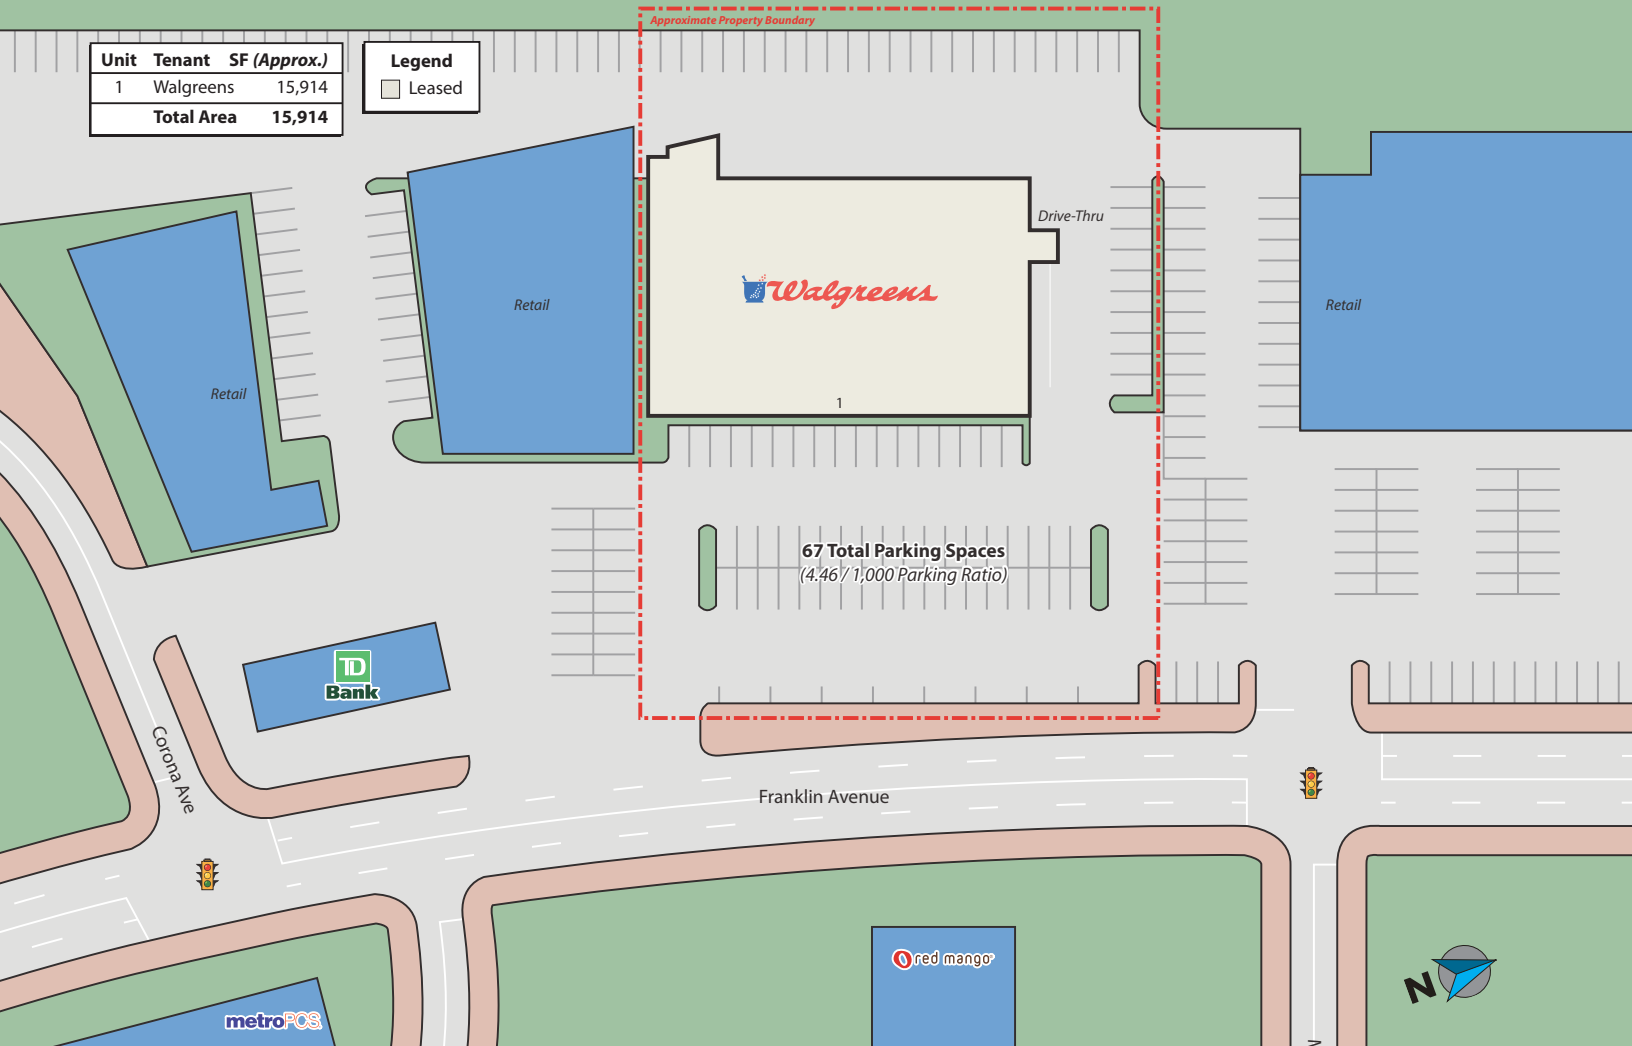 Approximate Property Boundary
Unit Tenant SF (Approx.)
1 Walgreens 15,914
Total Area 15,914
Legend
Leased
Drive-Thru
Walgreens
1
Retail
Retail
Retail
67 Total Parking Spaces
(4.46 / 1,000 Parking Ratio)
TD
Bank
Corona Ave
Franklin Avenue
red mango
metroPCS.
N